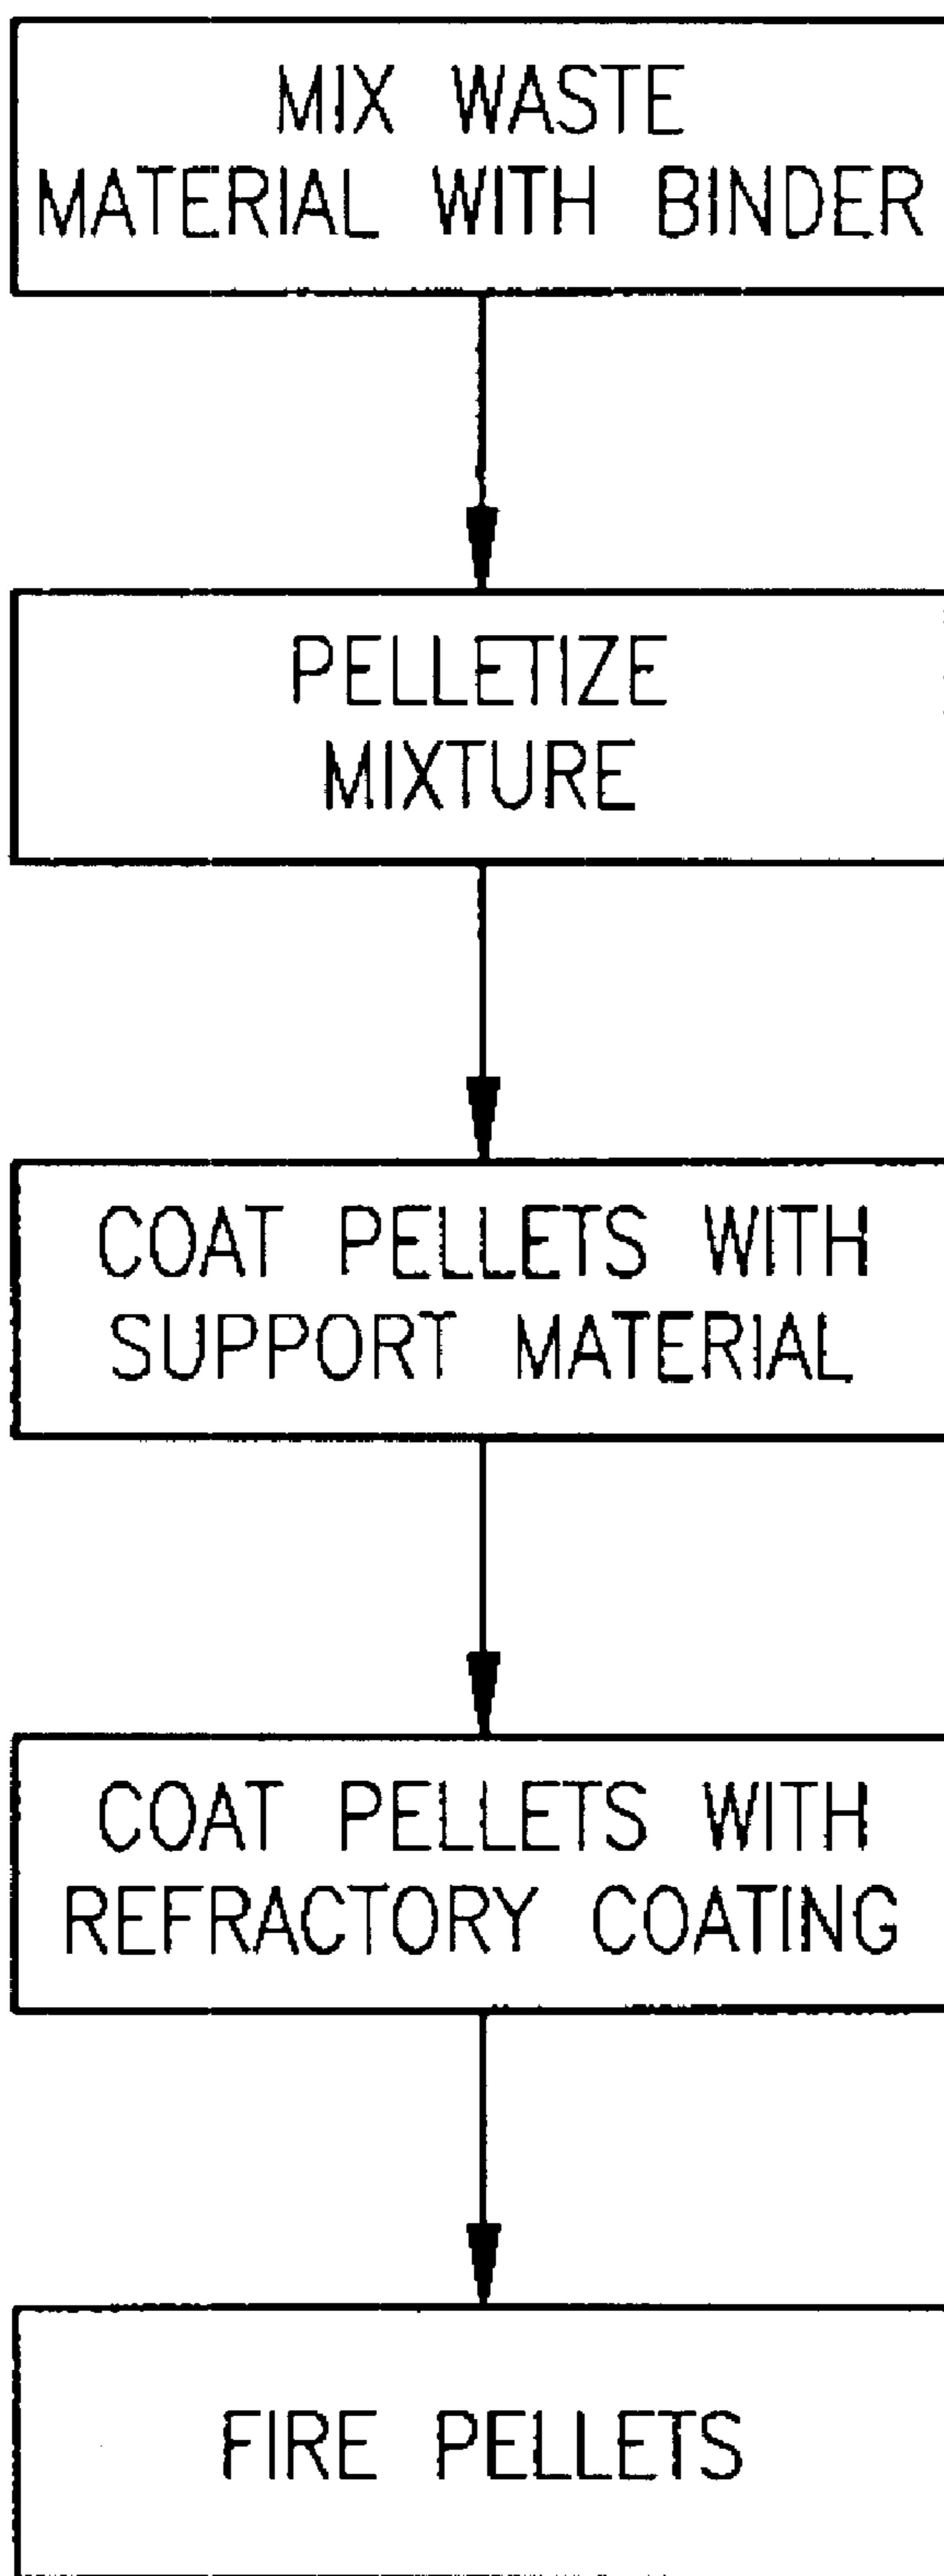 MIX WASTE
MATERIAL WITH BINDER
PELLETIZE
MIXTURE
COAT PELLETS WITH
SUPPORT MATERIAL
COAT PELLETS WITH
REFRACTORY COATING
FIRE PELLETS